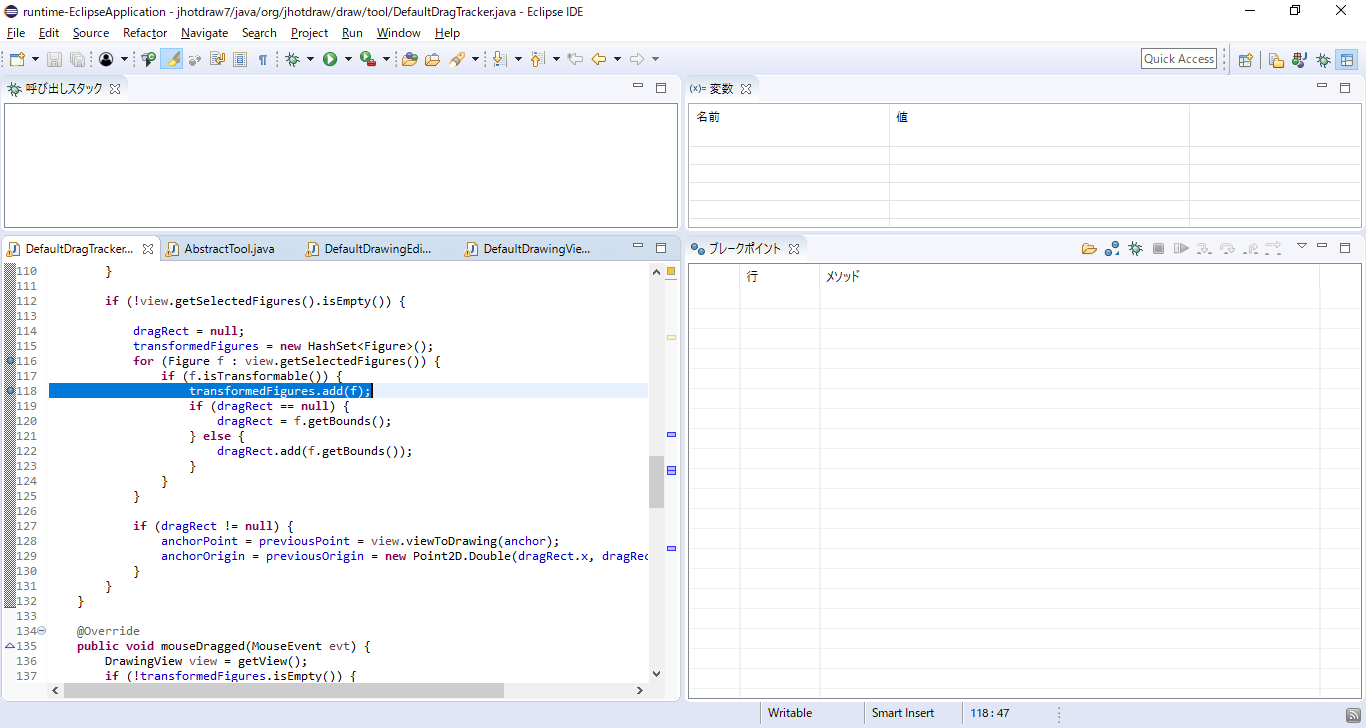 runtime-EclipseApplication - jhotdraw7/java/org/jhotdraw/draw/tool/DefaultDragTracker.java - Eclipse IDE
File Edit Source Refactor Navigate Search Project Run Window Help
Quick Access
呼び出しスタック
(x)= 変数
名前 値
DefaultDragTracker... AbstractTool.java DefaultDrawingEdi... DefaultDrawingVie...
ブレークポイント
行 メソッド
110 }
111
112 if (!view.getSelectedFigures().isEmpty()) {
113
114 dragRect = null;
115 transformedFigures = new HashSet<Figure>();
116 for (Figure f : view.getSelectedFigures()) {
117 if (f.isTransformable()) {
118 transformedFigures.add(f);
119 if (dragRect == null) {
120 dragRect = f.getBounds();
121 } else {
122 dragRect.add(f.getBounds());
123 }
124 }
125 }
126
127 if (dragRect != null) {
128 anchorPoint = previousPoint = view.viewToDrawing(anchor);
129 anchorOrigin = previousOrigin = new Point2D.Double(dragRect.x, dragRec
130 }
131 }
132 }
133
134 @Override
135 public void mouseDragged(MouseEvent evt) {
136 DrawingView view = getView();
137 if (!transformedFigures.isEmpty()) {
Writable Smart Insert 118 : 47